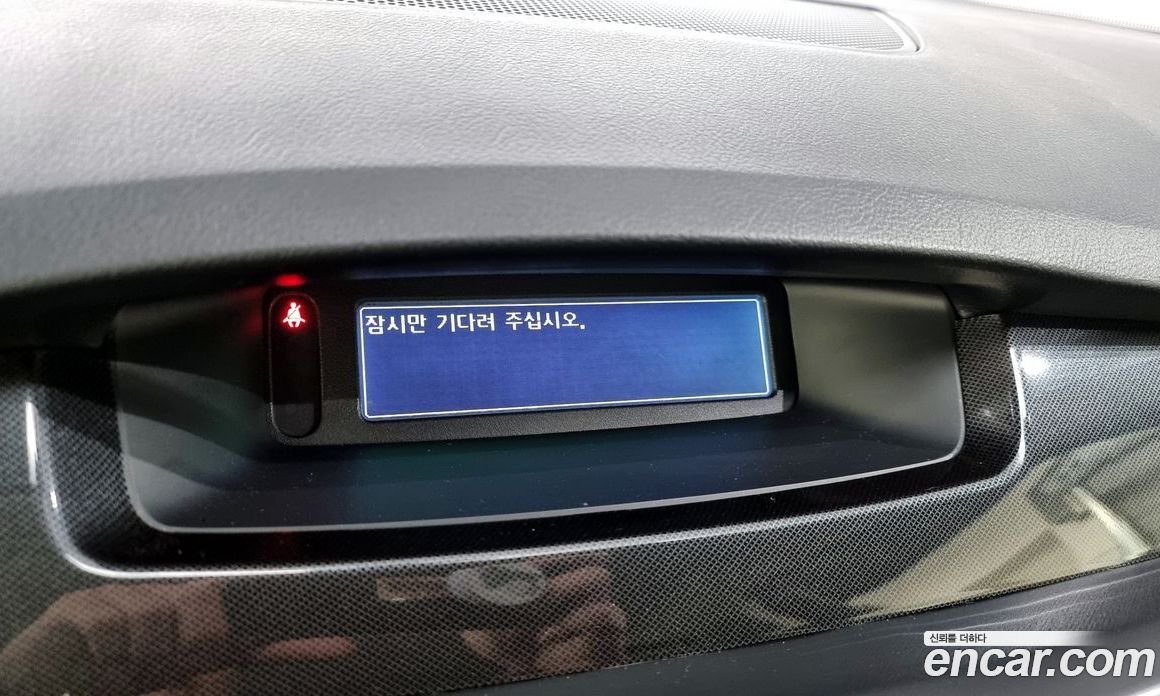 잠시만 기다려 주십시오.
신뢰를 더하다
encar.com